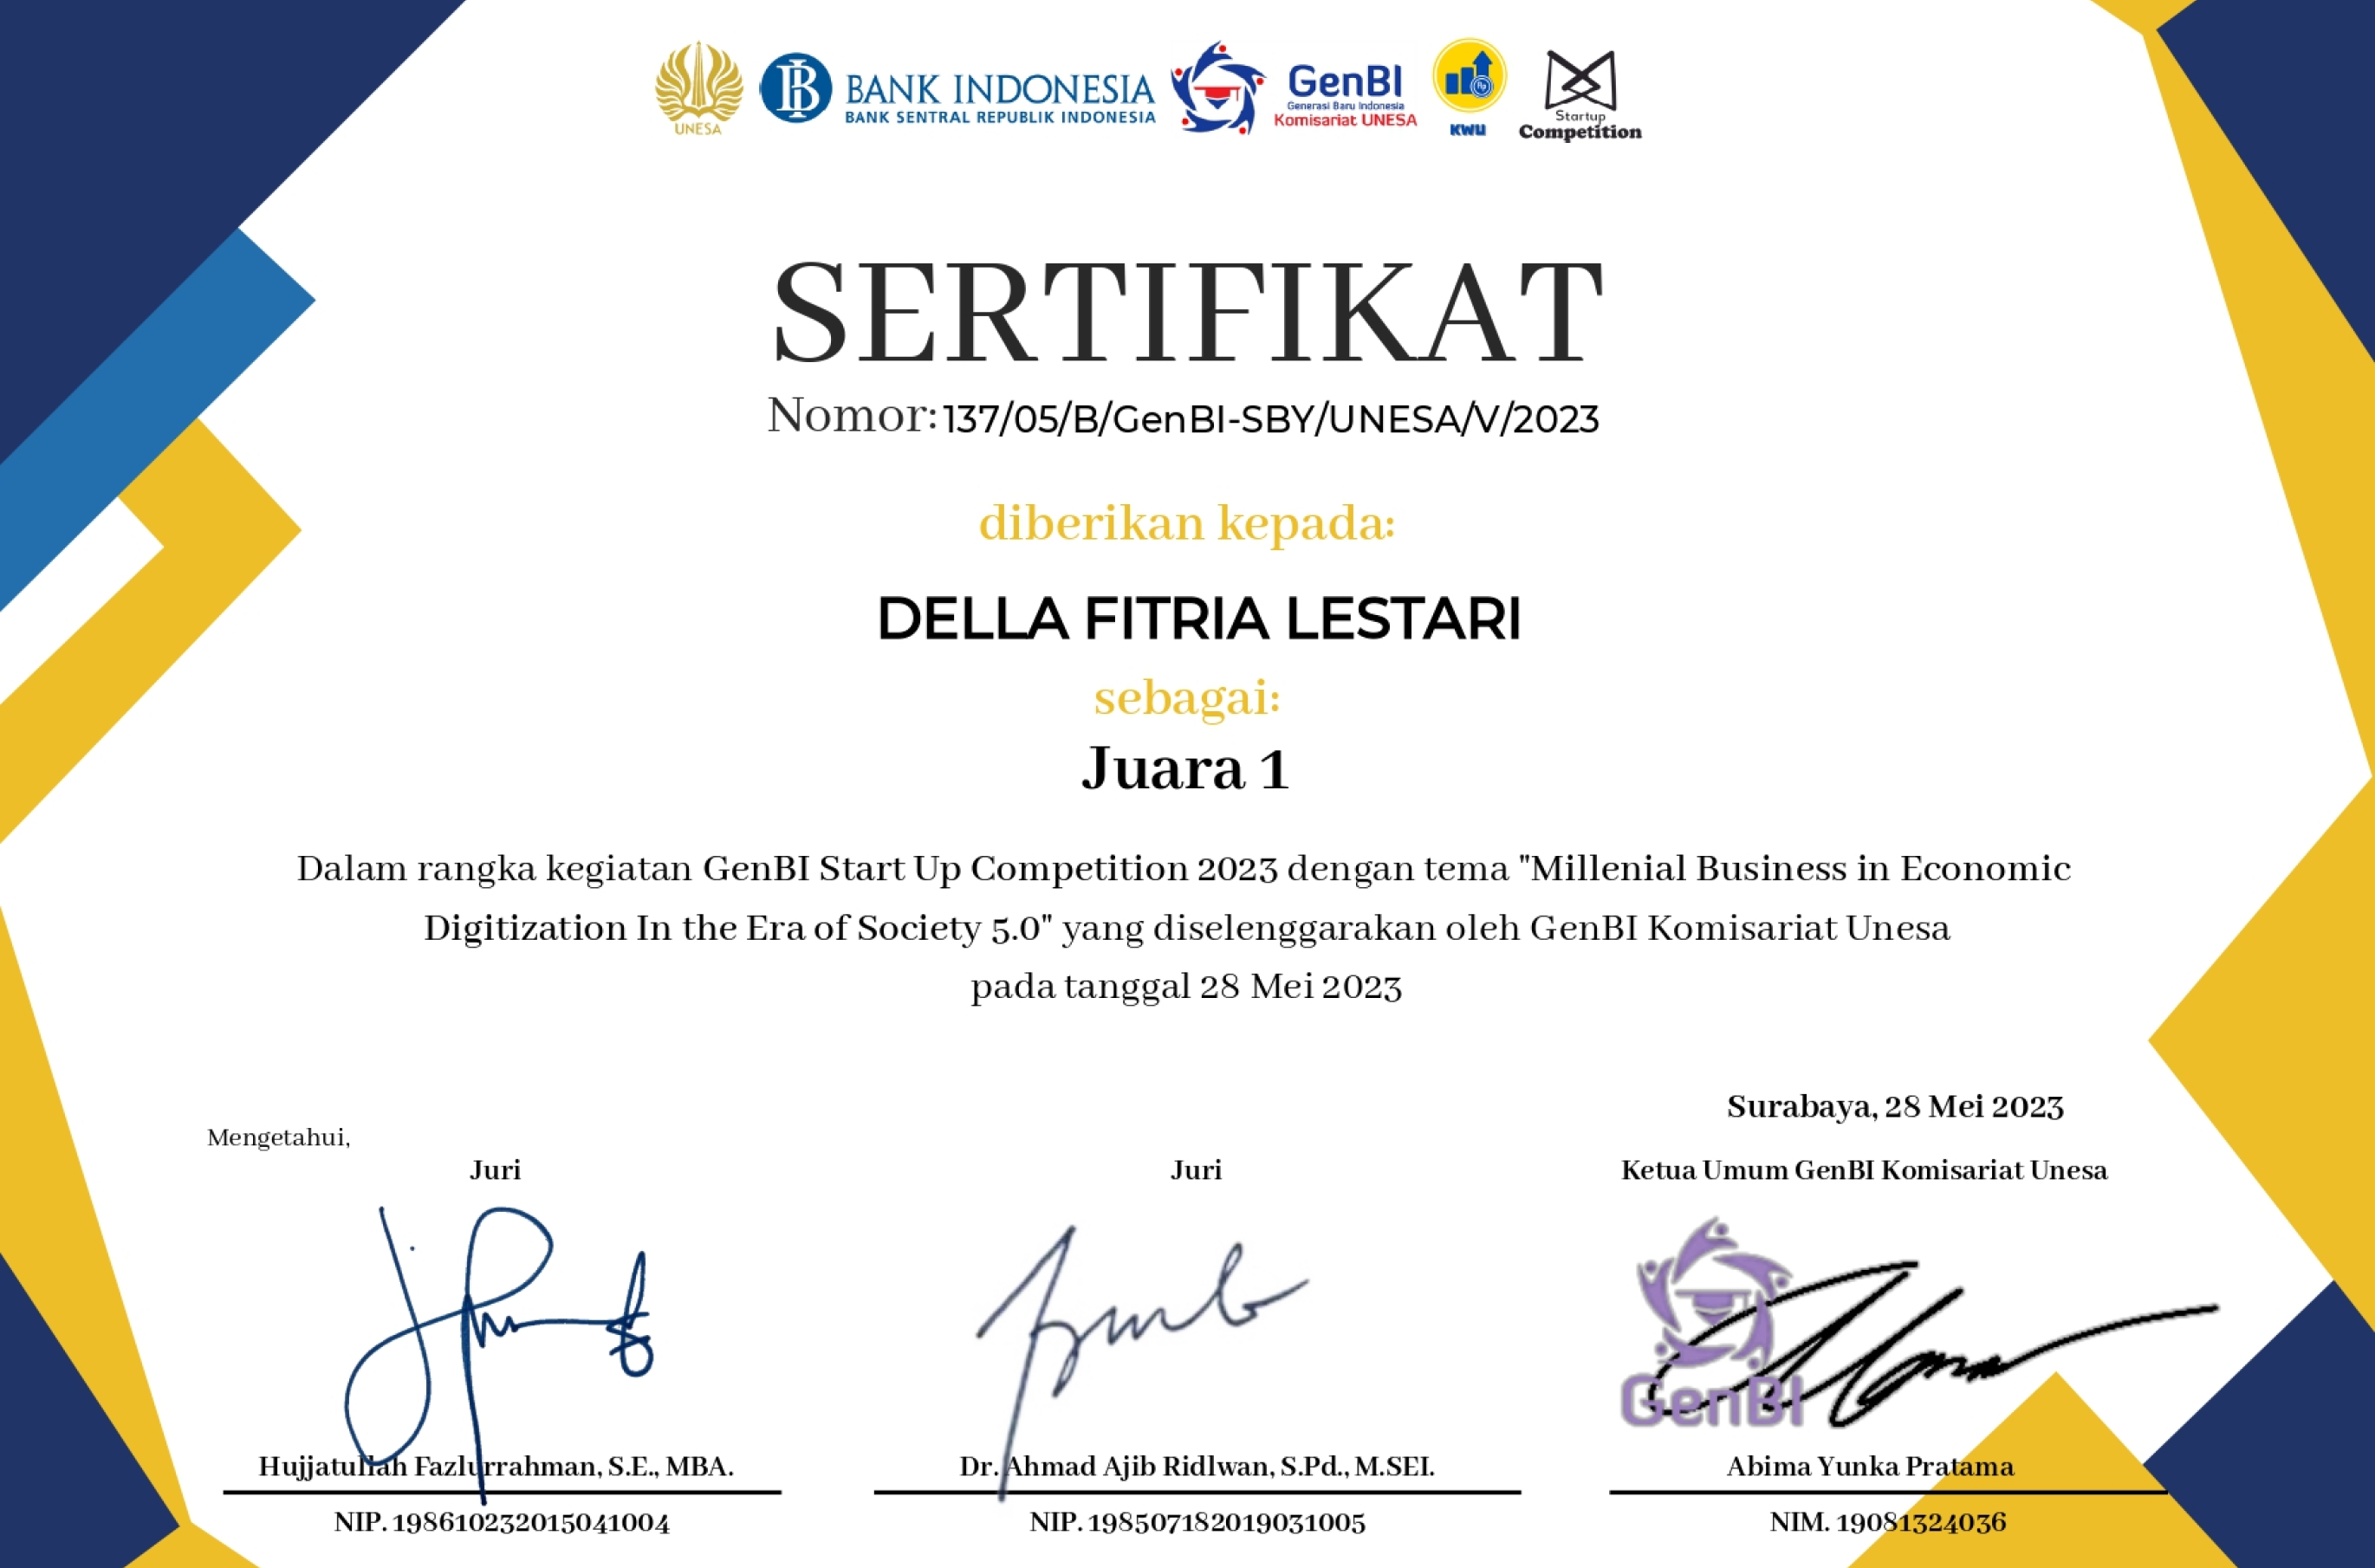 UNESA
BANK INDONESIA
BANK SENTRAL REPUBLIK INDONESIA
GenBI
Generasi Baru Indonesia
Komisariat UNESA
Rp
KWU
Startup
Competition
SERTIFIKAT
Nomor: 137/05/B/GenBI-SBY/UNESA/V/2023
diberikan kepada:
DELLA FITRIA LESTARI
sebagai:
Juara 1
Dalam rangka kegiatan GenBI Start Up Competition 2023 dengan tema "Millenial Business in Economic
Digitization In the Era of Society 5.0" yang diselenggarakan oleh GenBI Komisariat Unesa
pada tanggal 28 Mei 2023
Surabaya, 28 Mei 2023
Mengetahui,
Juri
Juri
Ketua Umum GenBI Komisariat Unesa
GenBI
Hujjatullah Fazlurrahman, S.E., MBA.
Dr. Ahmad Ajib Ridlwan, S.Pd., M.SEI.
Abima Yunka Pratama
NIP. 198610232015041004
NIP. 198507182019031005
NIM. 19081324036